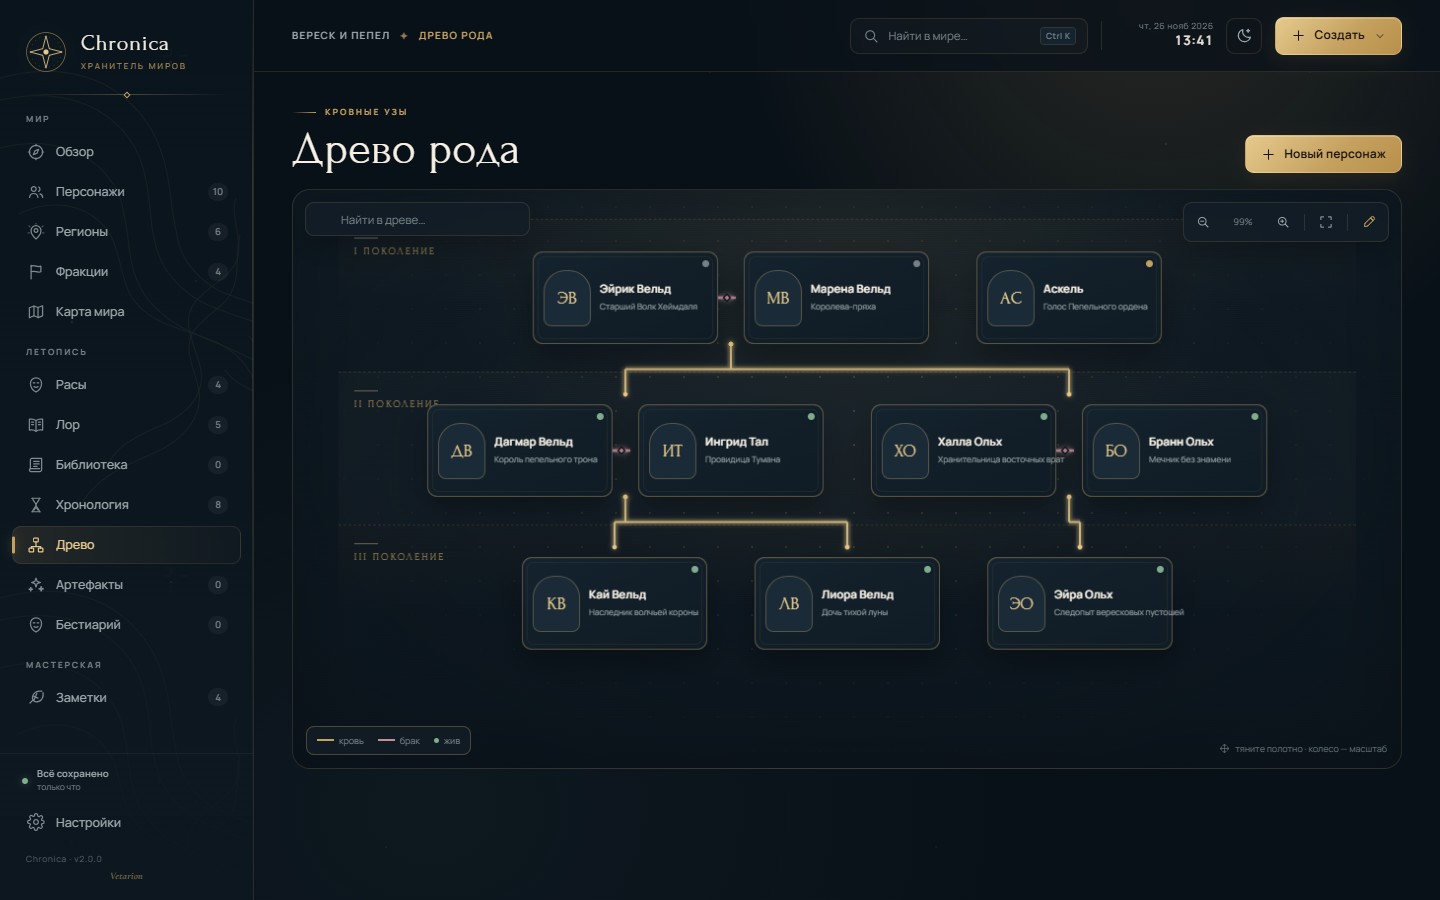 Chronica
ХРАНИТЕЛЬ МИРОВ
МИР
Обзор
Персонажи 10
Регионы 6
Фракции 4
Карта мира
ЛЕТОПИСЬ
Расы 4
Лор 5
Библиотека 0
Хронология 8
Древо
Артефакты 0
Бестиарий 0
МАСТЕРСКАЯ
Заметки 4
Всё сохранено
только что
Настройки
Chronica · v2.0.0
Vetarion
ВЕРЕСК И ПЕПЕЛ ДРЕВО РОДА
Найти в мире... Ctrl K
чт, 26 нояб 2026
13:41
Создать
КРОВНЫЕ УЗЫ
Древо рода
Новый персонаж
Найти в древе...
99%
I ПОКОЛЕНИЕ
ЭВ
Эйрик Вельд
Старший Волк Хеймдаля
МВ
Марена Вельд
Королева-пряха
АС
Аскель
Голос Пепельного ордена
II ПОКОЛЕНИЕ
ДВ
Дагмар Вельд
Король пепельного трона
ИТ
Ингрид Тал
Провидица Тумана
ХО
Халла Ольх
Хранительница восточных врат
БО
Бранн Ольх
Мечник без знамени
III ПОКОЛЕНИЕ
КВ
Кай Вельд
Наследник волчьей короны
ЛВ
Лиора Вельд
Дочь тихой луны
ЭО
Эйра Ольх
Следопыт вересковых пустошей
кровь брак жив
тяните полотно · колесо — масштаб